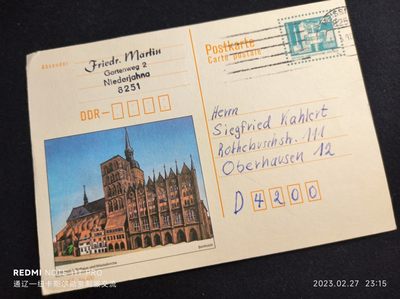 Absender
Friedr. Martin
Gartenweg 2
Niederjahna
8251
DDR-
Postkarte
Carte postale
Herrn
Siegfried Kahlert
Rothebuschstr. 111
Oberhausen 12
D 4200
REDMI NOTE 11T PRO
2023.02.27 23:15